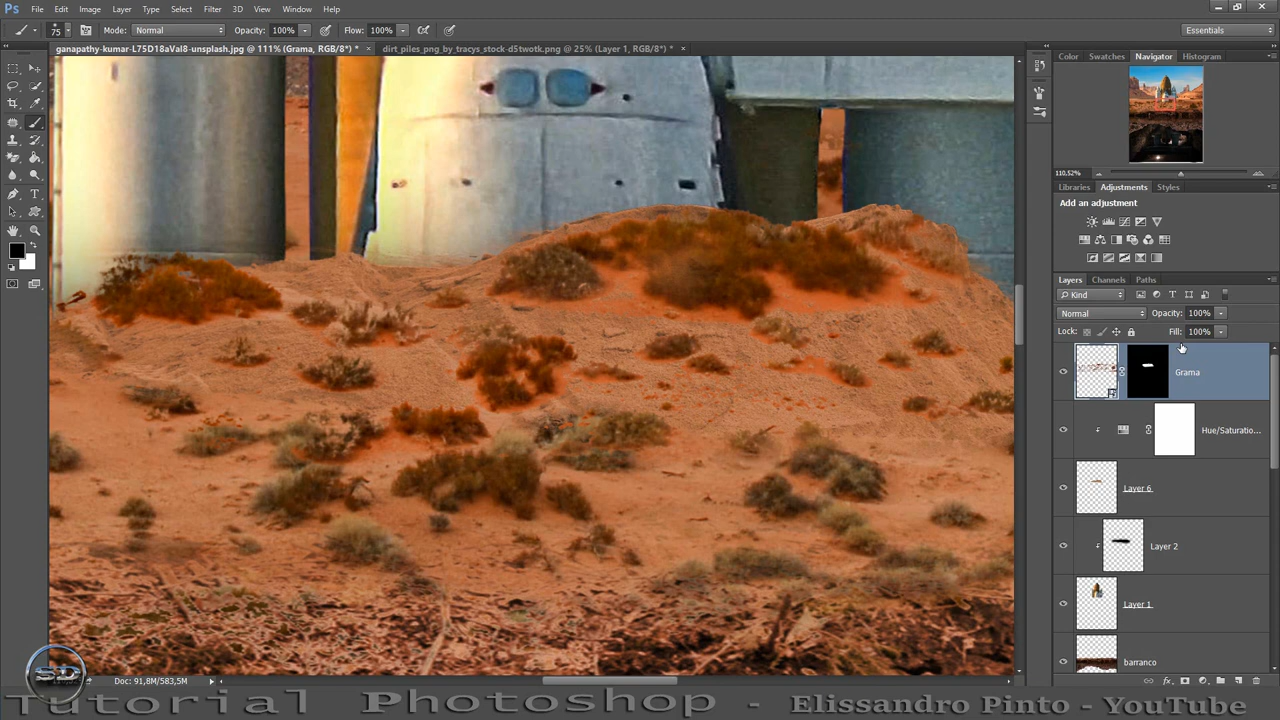 Ps File Edit Image Layer Type Select Filter 3D View Window Help
75 Mode: Normal Opacity: 100% Flow: 100% Essentials
ganapathy-kumar-L75D18aVal8-unsplash.jpg @ 111% (Grama, RGB/8*) * × dirt_piles_png_by_tracys_stock-d5twotk.png @ 25% (Layer 1, RGB/8*) * ×
Color Swatches Navigator Histogram
110.52%
Libraries Adjustments Styles
Add an adjustment
Layers Channels Paths
Kind
Normal Opacity: 100%
Lock: Fill: 100%
Grama
Hue/Saturatio...
Layer 6
Layer 2
Layer 1
barranco
SD
Doc: 91,8M/583,5M
Tutorial Photoshop - Elissandro Pinto - YouTube